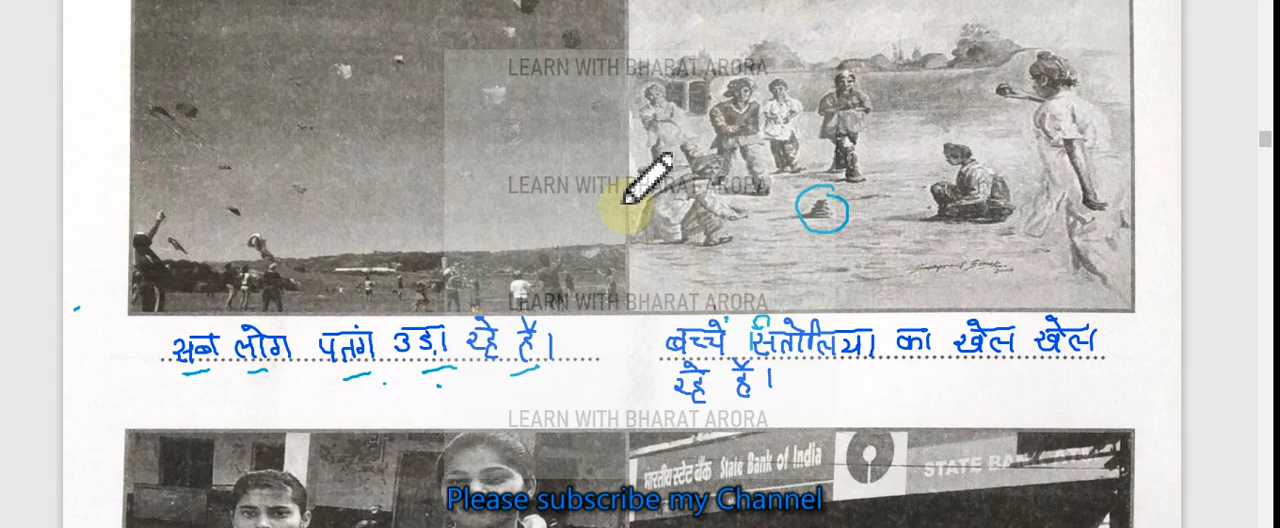 LEARN WITH BHARAT ARORA
LEARN WITH BHARAT ARORA
LEARN WITH BHARAT ARORA
सब लोग पतंग उड़ा रहे हैं।
बच्चें सितोलिया का खेल खेल
रहे हैं।
LEARN WITH BHARAT ARORA
भारतीय स्टेट बैंक State Bank of India
STATE
Please subscribe my Channel